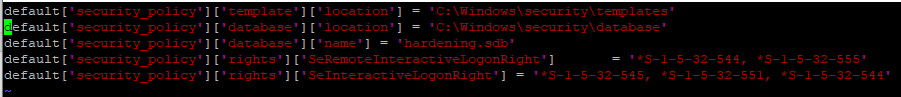 default['security_policy']['template']['location'] = 'C:\Windows\security\templates'
default['security_policy']['database']['location'] = 'C:\Windows\security\database'
default['security_policy']['database']['name'] = 'hardening.sdb'
default['security_policy']['rights']['SeRemoteInteractiveLogonRight']       = '*S-1-5-32-544, *S-1-5-32-555'
default['security_policy']['rights']['SeInteractiveLogonRight'] = '*S-1-5-32-545, *S-1-5-32-551, *S-1-5-32-544'
~